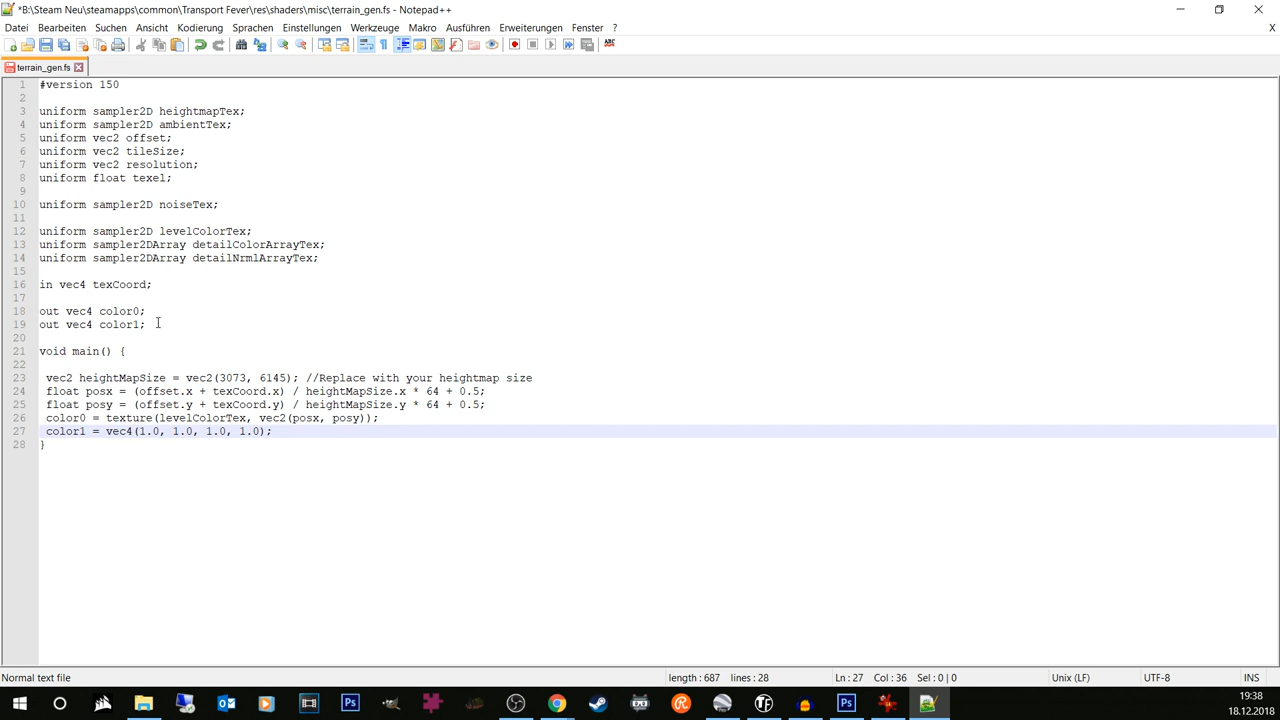 *B:\Steam Neu\steamapps\common\Transport Fever\res\shaders\misc\terrain_gen.fs - Notepad++
Datei Bearbeiten Suchen Ansicht Kodierung Sprachen Einstellungen Werkzeuge Makro Ausführen Erweiterungen Fenster ? X
terrain_gen.fs
1 #version 150
2
3 uniform sampler2D heightmapTex;
4 uniform sampler2D ambientTex;
5 uniform vec2 offset;
6 uniform vec2 tileSize;
7 uniform vec2 resolution;
8 uniform float texel;
9
10 uniform sampler2D noiseTex;
11
12 uniform sampler2D levelColorTex;
13 uniform sampler2DArray detailColorArrayTex;
14 uniform sampler2DArray detailNrmlArrayTex;
15
16 in vec4 texCoord;
17
18 out vec4 color0;
19 out vec4 color1;
20
21 void main() {
22
23 vec2 heightMapSize = vec2(3073, 6145); //Replace with your heightmap size
24 float posx = (offset.x + texCoord.x) / heightMapSize.x * 64 + 0.5;
25 float posy = (offset.y + texCoord.y) / heightMapSize.y * 64 + 0.5;
26 color0 = texture(levelColorTex, vec2(posx, posy));
27 color1 = vec4(1.0, 1.0, 1.0, 1.0);
28 }
Normal text file length : 687 lines : 28 Ln : 27 Col : 36 Sel : 0 | 0 Unix (LF) UTF-8 INS
19:38
18.12.2018